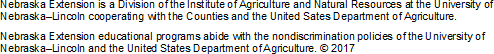 Nebraska Extension is a Division of the Institute of Agriculture and Natural Resources at the University of
Nebraska–Lincoln cooperating with the Counties and the United Sates Department of Agriculture.
Nebraska Extension educational programs abide with the nondiscrimination policies of the University of
Nebraska–Lincoln and the United States Department of Agriculture. © 2017